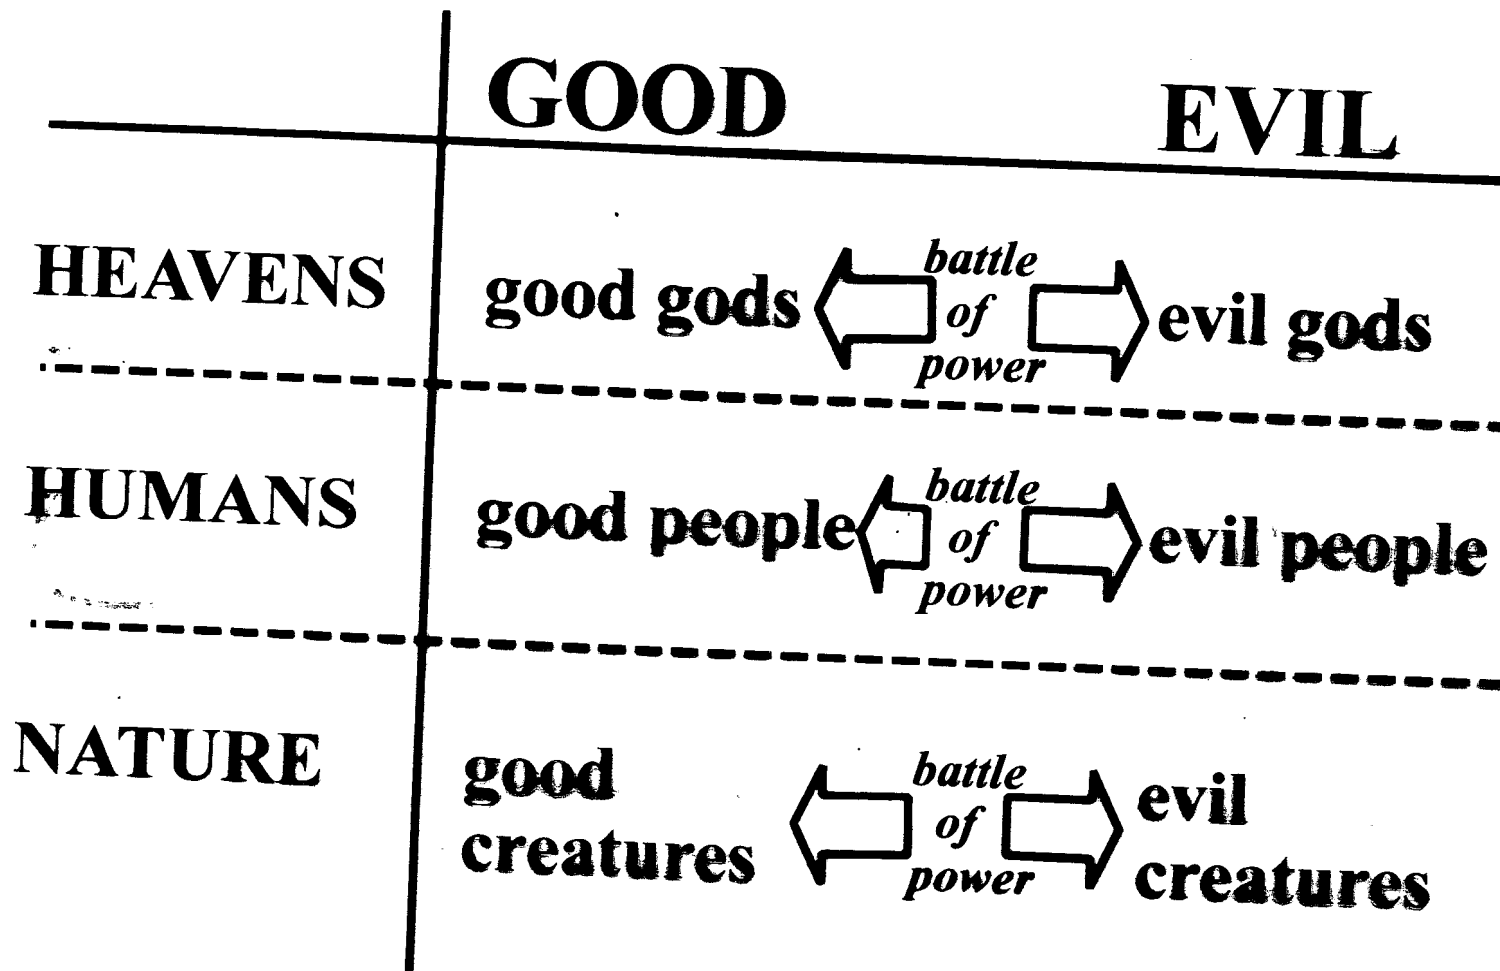 GOOD EVIL
HEAVENS good gods battle of power evil gods
HUMANS good people battle of power evil people
NATURE good creatures battle of power evil creatures